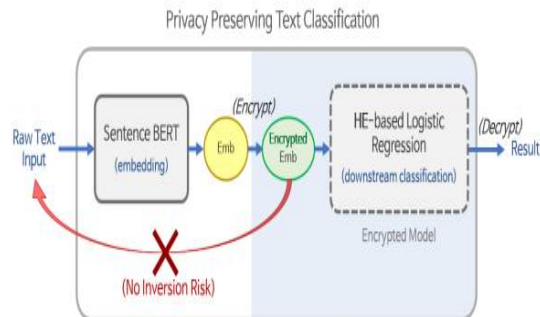 Privacy Preserving Text Classification
Raw Text
Input
Sentence BERT
(embedding)
Emb
(Encrypt)
Encrypted
Emb
HE-based Logistic
Regression
(downstream classification)
(Decrypt)
Result
Encrypted Model
(No Inversion Risk)